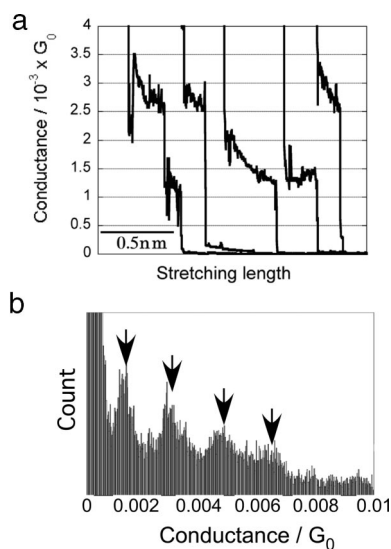 a
Conductance / 10⁻³ x G₀
4
3.5
3
2.5
2
1.5
1
0.5
0
0.5nm
Stretching length
b
Count
0 0.002 0.004 0.006 0.008 0.01
Conductance / G₀